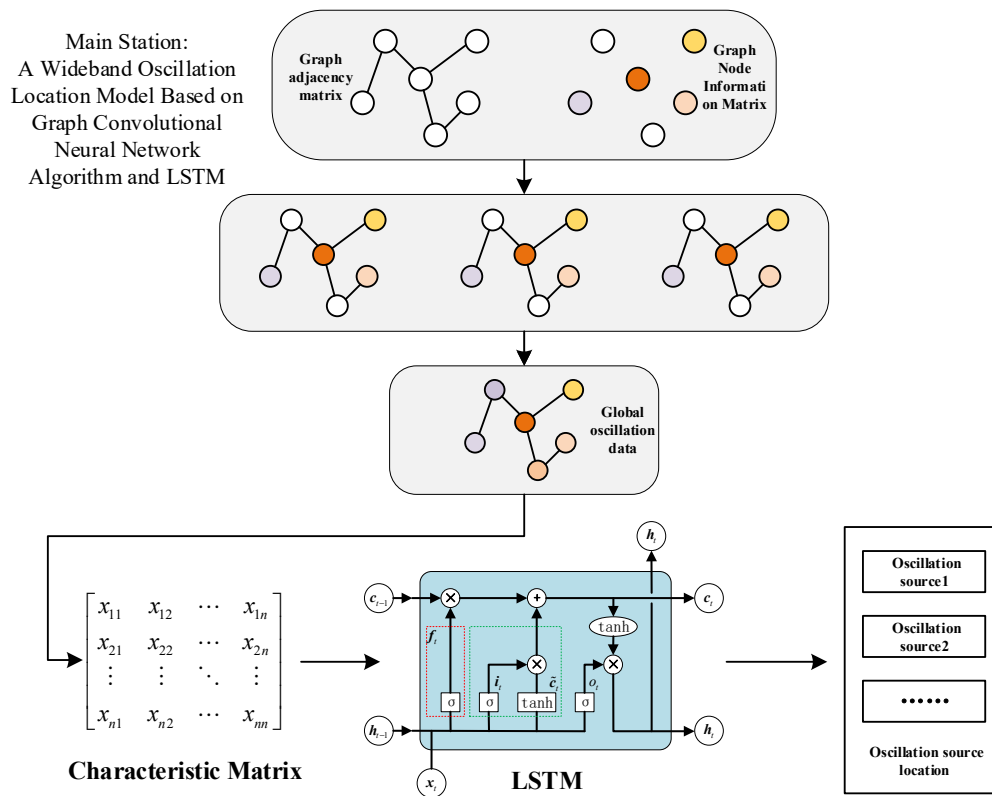 Main Station:
A Wideband Oscillation
Location Model Based on
Graph Convolutional
Neural Network
Algorithm and LSTM
Graph
adjacency
matrix
Graph
Node
Informati
on Matrix
Global
oscillation
data
x₁₁ x₁₂ ⋯ x₁ₙ
x₂₁ x₂₂ ⋯ x₂ₙ
⋮ ⋮ ⋱ ⋮
xₙ₁ xₙ₂ ⋯ xₙₙ
Characteristic Matrix
hₜ
cₜ₋₁ × + cₜ
fₜ
tanh
iₜ × c̃ₜ oₜ ×
σ σ tanh σ
hₜ₋₁ hₜ
xₜ
LSTM
Oscillation
source1
Oscillation
source2
······
Oscillation source
location